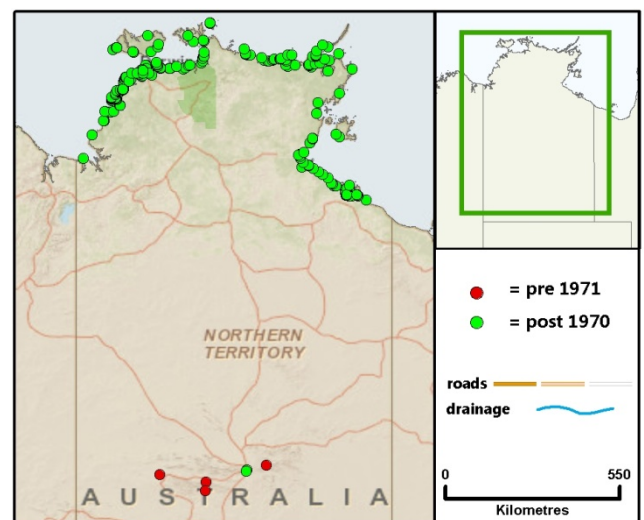 NORTHERN
TERRITORY
AUSTRALIA
= pre 1971
= post 1970
roads
drainage
0 550
Kilometres